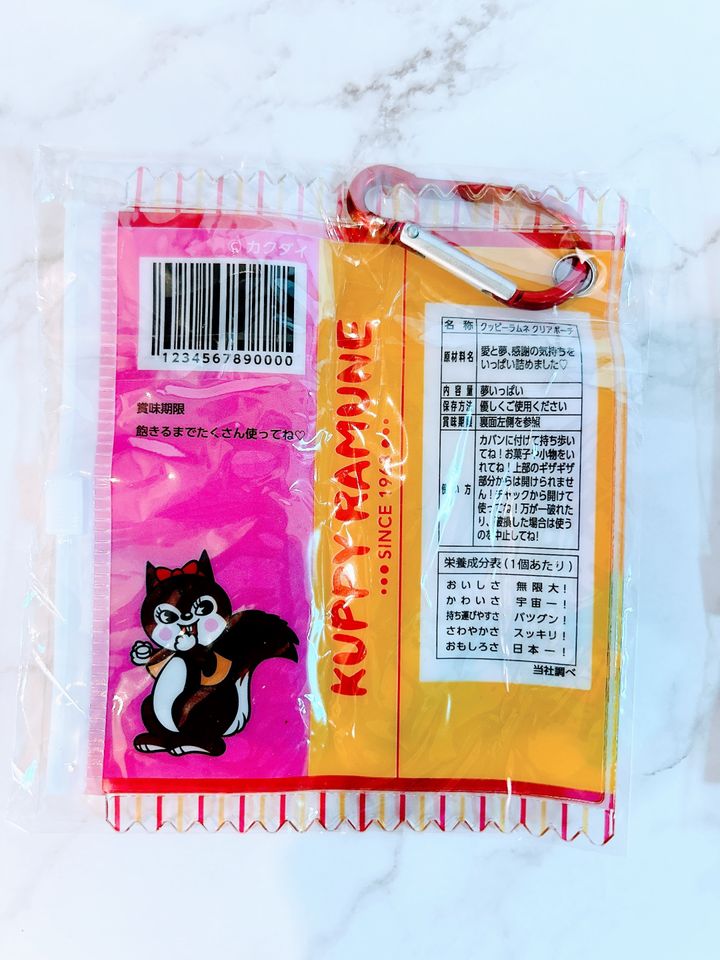 ©カクダイ
1234567890000
賞味期限
飽きるまでたくさん使ってね♡
KUPPY RAMUNE
••• SINCE 196
名称 クッピーラムネ クリアポーチ
原材料名 愛と夢、感謝の気持ちを
いっぱい詰めました♡
内容量 夢いっぱい
保存方法 優しくご使用ください
賞味期限 裏面左側を参照
使い方 カバンに付けて持ち歩い
てね!お菓子や小物をい
れてね!上部のギザギザ
部分からは開けられませ
ん!チャックから開けて
使ってね!万が一破れた
り、破損した場合は使う
のを中止してね!
栄養成分表(1個あたり)
おいしさ 無限大!
かわいさ 宇宙一!
持ち運びやすさ バツグン!
さわやかさ スッキリ!
おもしろさ 日本一!
当社調べ